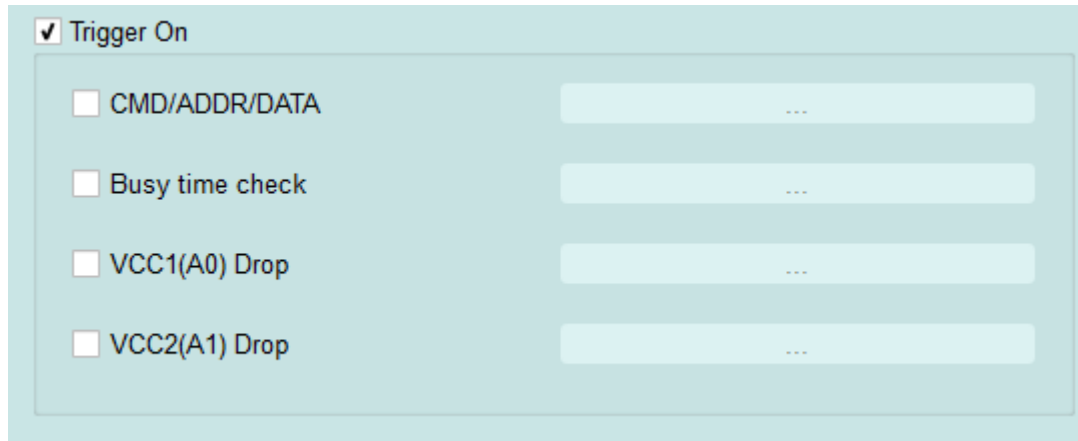 Trigger On
CMD/ADDR/DATA ...
Busy time check ...
VCC1(A0) Drop ...
VCC2(A1) Drop ...